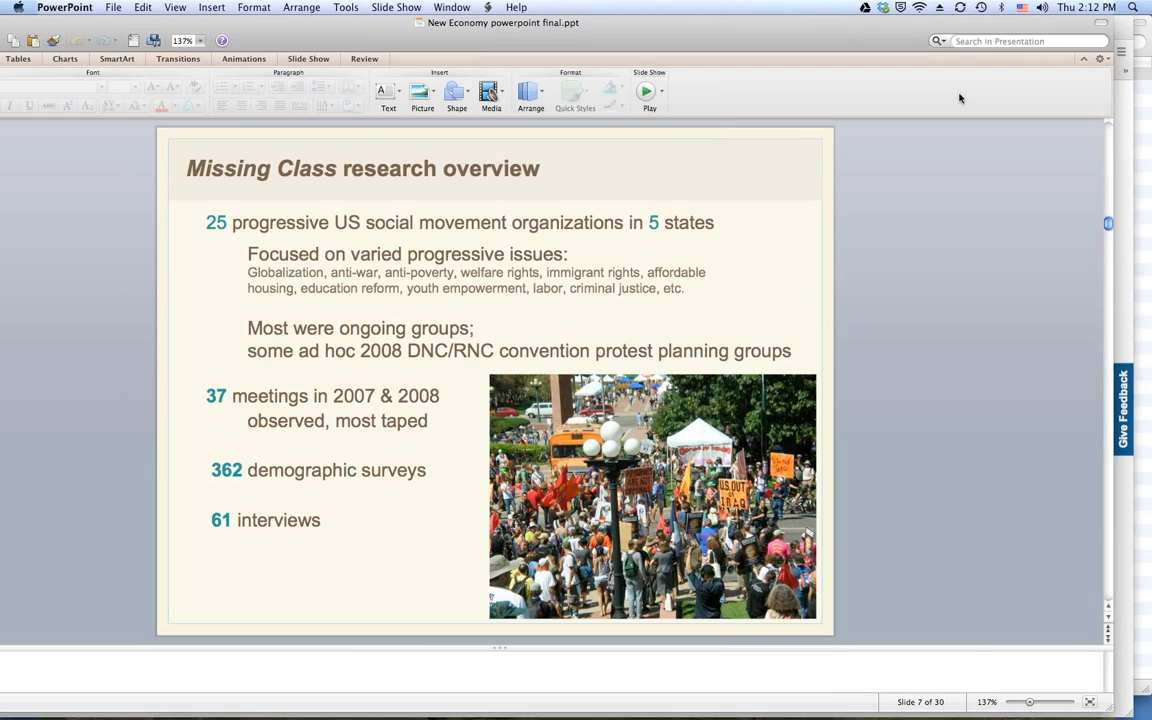 PowerPoint File Edit View Insert Format Arrange Tools Slide Show Window Help Thu 2:12 PM
New Economy powerpoint final.ppt
137% Search in Presentation
Tables Charts SmartArt Transitions Animations Slide Show Review
Font Paragraph Insert Format Slide Show
Text Picture Shape Media Arrange Quick Styles Play
Missing Class research overview
25 progressive US social movement organizations in 5 states
Focused on varied progressive issues:
Globalization, anti-war, anti-poverty, welfare rights, immigrant rights, affordable
housing, education reform, youth empowerment, labor, criminal justice, etc.
Most were ongoing groups;
some ad hoc 2008 DNC/RNC convention protest planning groups
37 meetings in 2007 & 2008
observed, most taped
362 demographic surveys
61 interviews
U.S. OUT
of
IRAQ
Give Feedback
Slide 7 of 30 137%